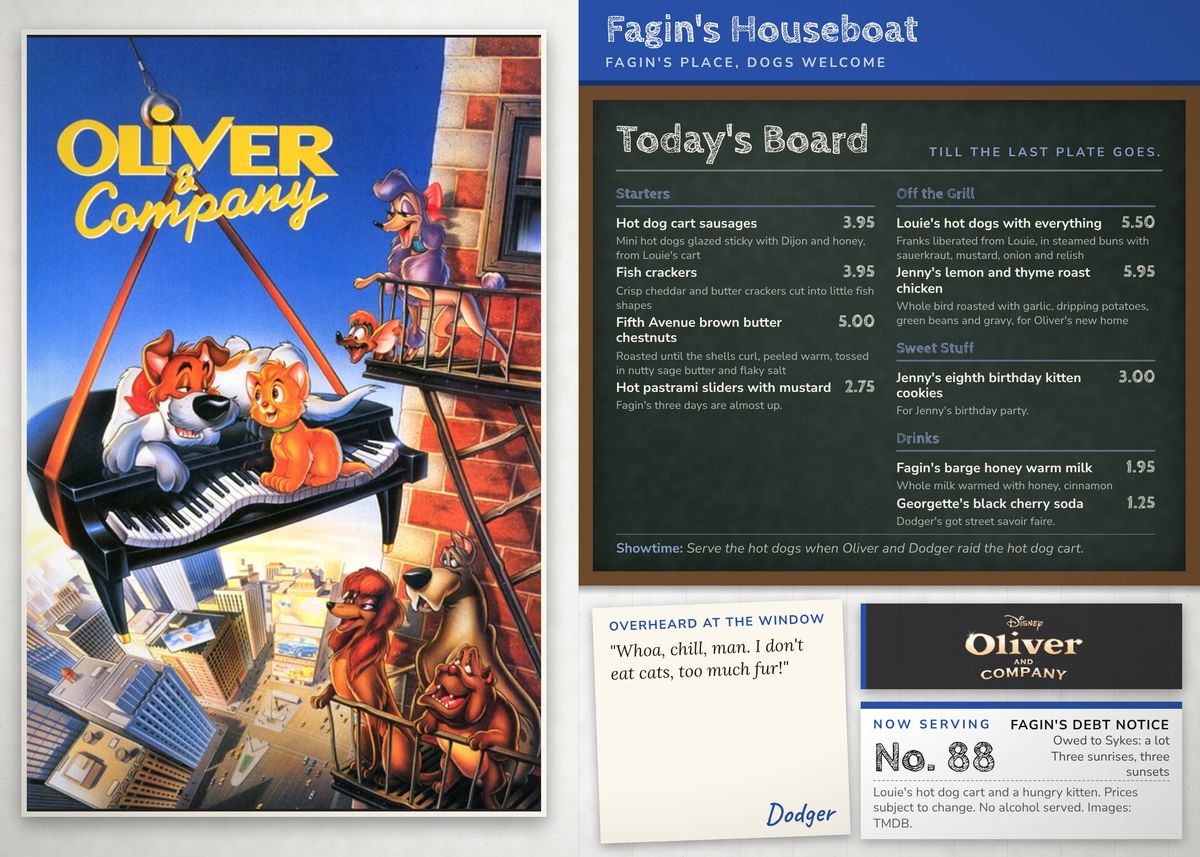 OLiVER
&
Company
Fagin's Houseboat
FAGIN'S PLACE, DOGS WELCOME
Today's Board
TILL THE LAST PLATE GOES.
Starters
Hot dog cart sausages 3.95
Mini hot dogs glazed sticky with Dijon and honey,
from Louie's cart
Fish crackers 3.95
Crisp cheddar and butter crackers cut into little fish
shapes
Fifth Avenue brown butter 5.00
chestnuts
Roasted until the shells curl, peeled warm, tossed
in nutty sage butter and flaky salt
Hot pastrami sliders with mustard 2.75
Fagin's three days are almost up.
Off the Grill
Louie's hot dogs with everything 5.50
Franks liberated from Louie, in steamed buns with
sauerkraut, mustard, onion and relish
Jenny's lemon and thyme roast 5.95
chicken
Whole bird roasted with garlic, dripping potatoes,
green beans and gravy, for Oliver's new home
Sweet Stuff
Jenny's eighth birthday kitten 3.00
cookies
For Jenny's birthday party.
Drinks
Fagin's barge honey warm milk 1.95
Whole milk warmed with honey, cinnamon
Georgette's black cherry soda 1.25
Dodger's got street savoir faire.
Showtime: Serve the hot dogs when Oliver and Dodger raid the hot dog cart.
OVERHEARD AT THE WINDOW
"Whoa, chill, man. I don't
eat cats, too much fur!"
Dodger
Disney
Oliver
AND
COMPANY
NOW SERVING
No. 88
FAGIN'S DEBT NOTICE
Owed to Sykes: a lot
Three sunrises, three
sunsets
Louie's hot dog cart and a hungry kitten. Prices
subject to change. No alcohol served. Images:
TMDB.